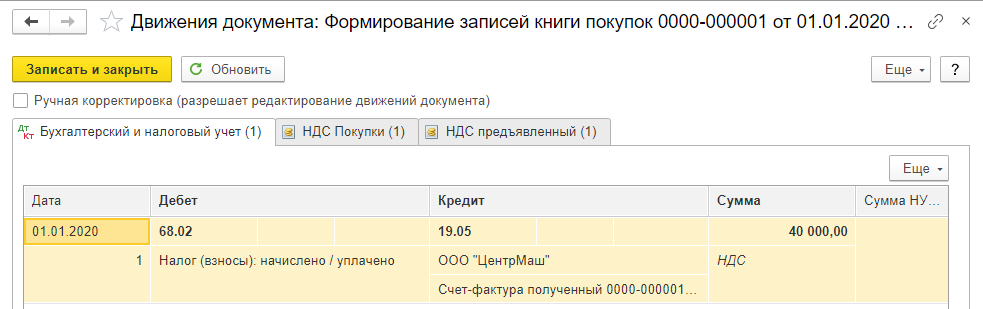 Движения документа: Формирование записей книги покупок 0000-000001 от 01.01.2020 ...
Записать и закрыть Обновить Еще ?
Ручная корректировка (разрешает редактирование движений документа)
Дт Кт Бухгалтерский и налоговый учет (1) НДС Покупки (1) НДС предъявленный (1)
Еще
Дата Дебет Кредит Сумма Сумма НУ...
01.01.2020 68.02 19.05 40 000,00
1 Налог (взносы): начислено / уплачено ООО "ЦентрМаш" НДС
Счет-фактура полученный 0000-000001...